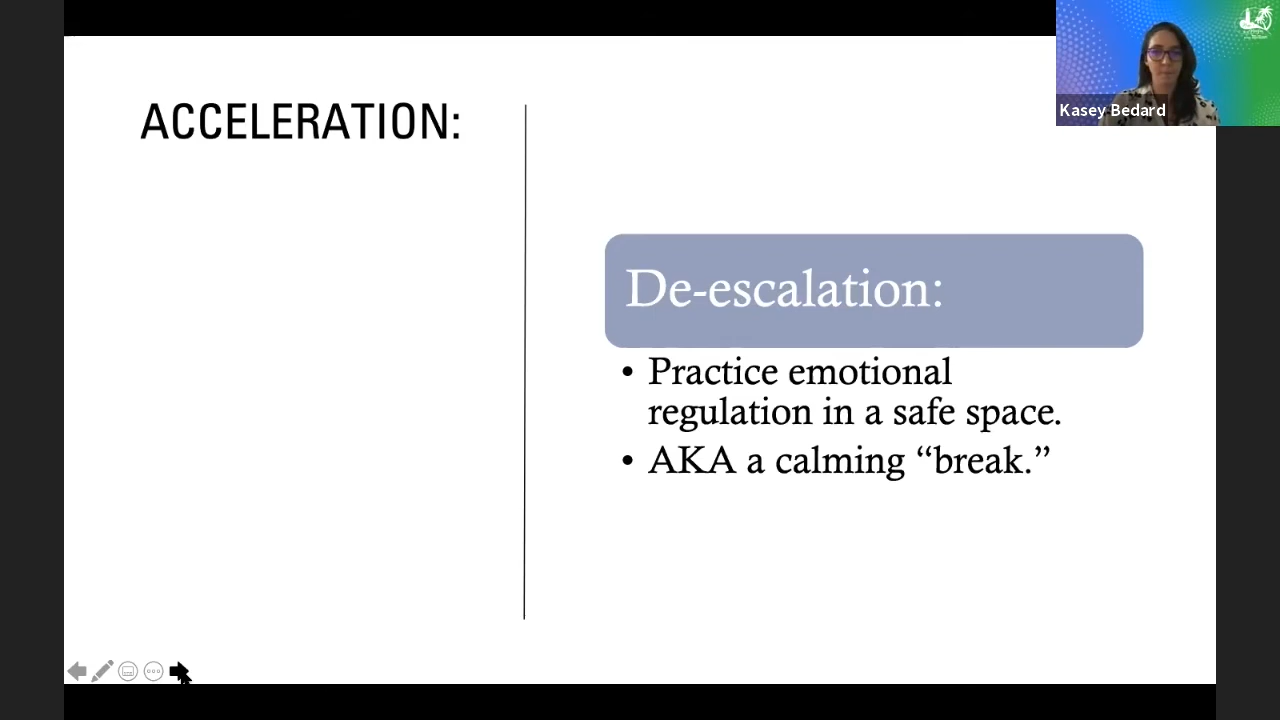 ACCELERATION:
De-escalation:
• Practice emotional
regulation in a safe space.
• AKA a calming “break.”
Kasey Bedard